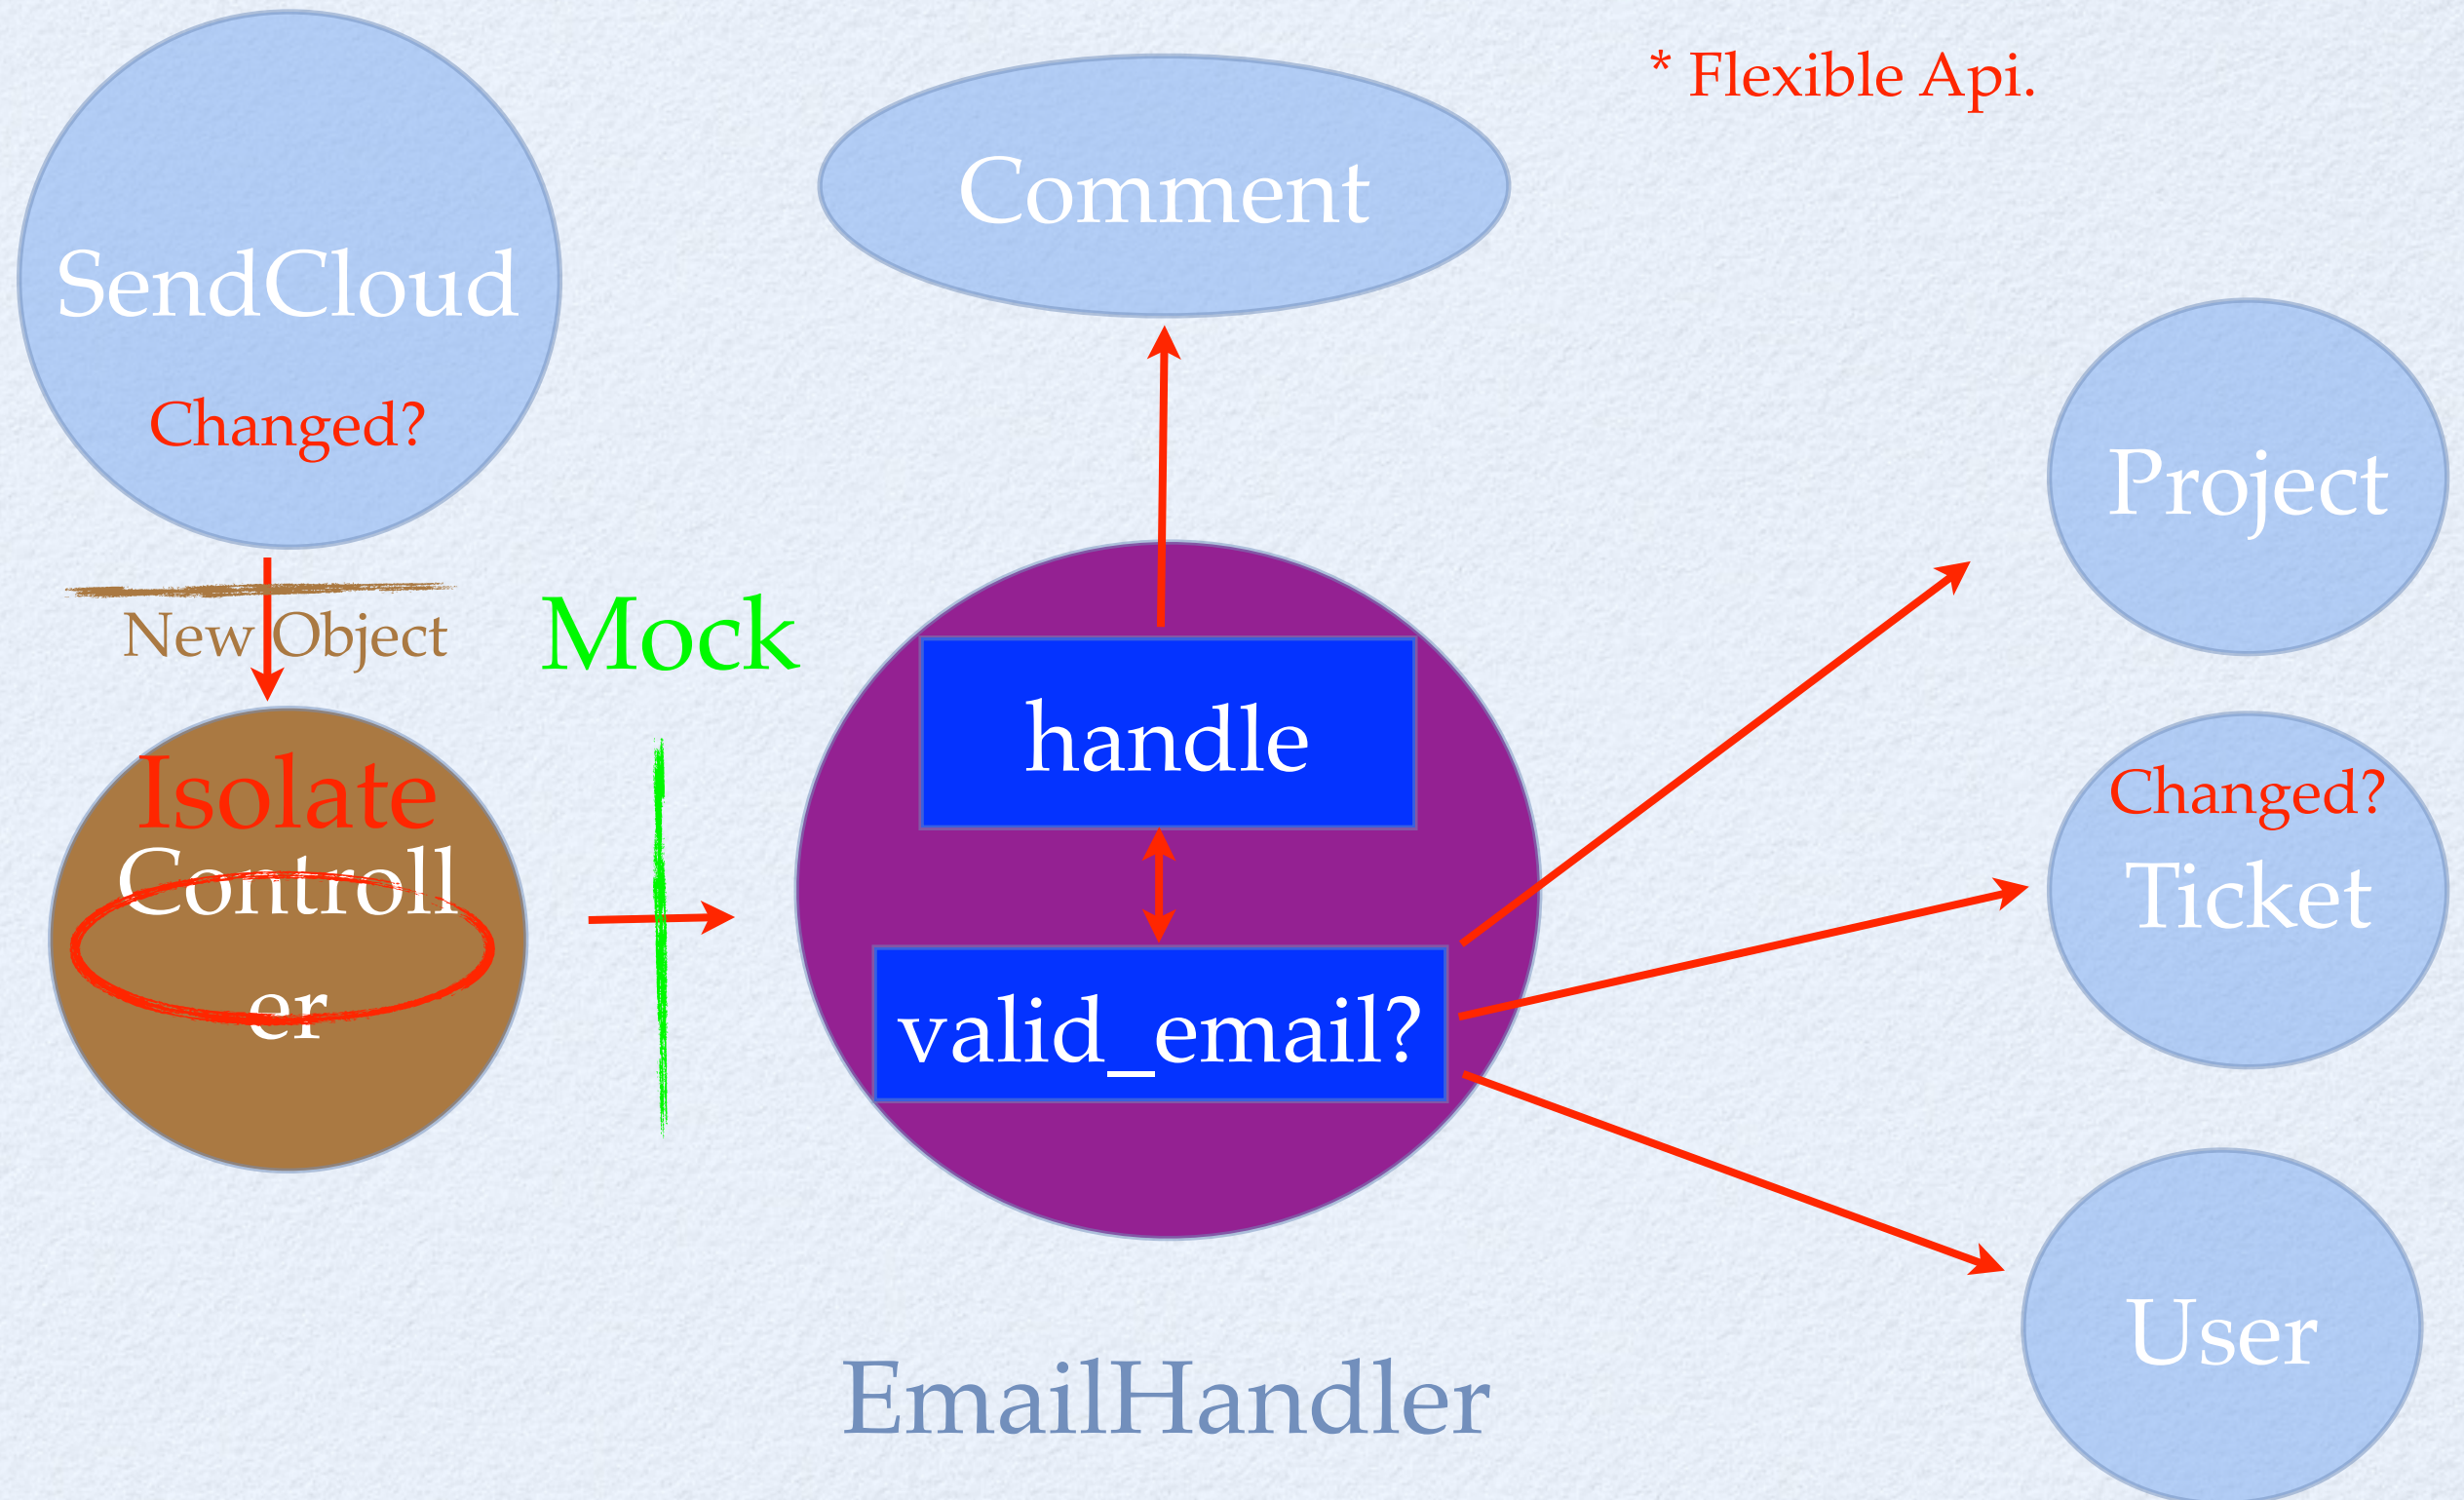 * Flexible Api.
SendCloud
Changed?
Comment
Project
New Object
Mock
Isolate
Controll
er
handle
valid_email?
Changed?
Ticket
User
EmailHandler